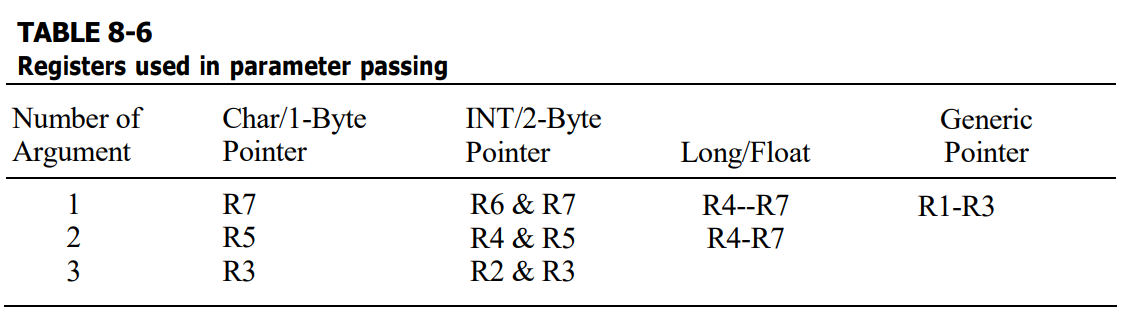 TABLE 8-6
Registers used in parameter passing
Number of Argument Char/1-Byte Pointer INT/2-Byte Pointer Long/Float Generic Pointer
1 R7 R6 & R7 R4--R7 R1-R3
2 R5 R4 & R5 R4-R7
3 R3 R2 & R3